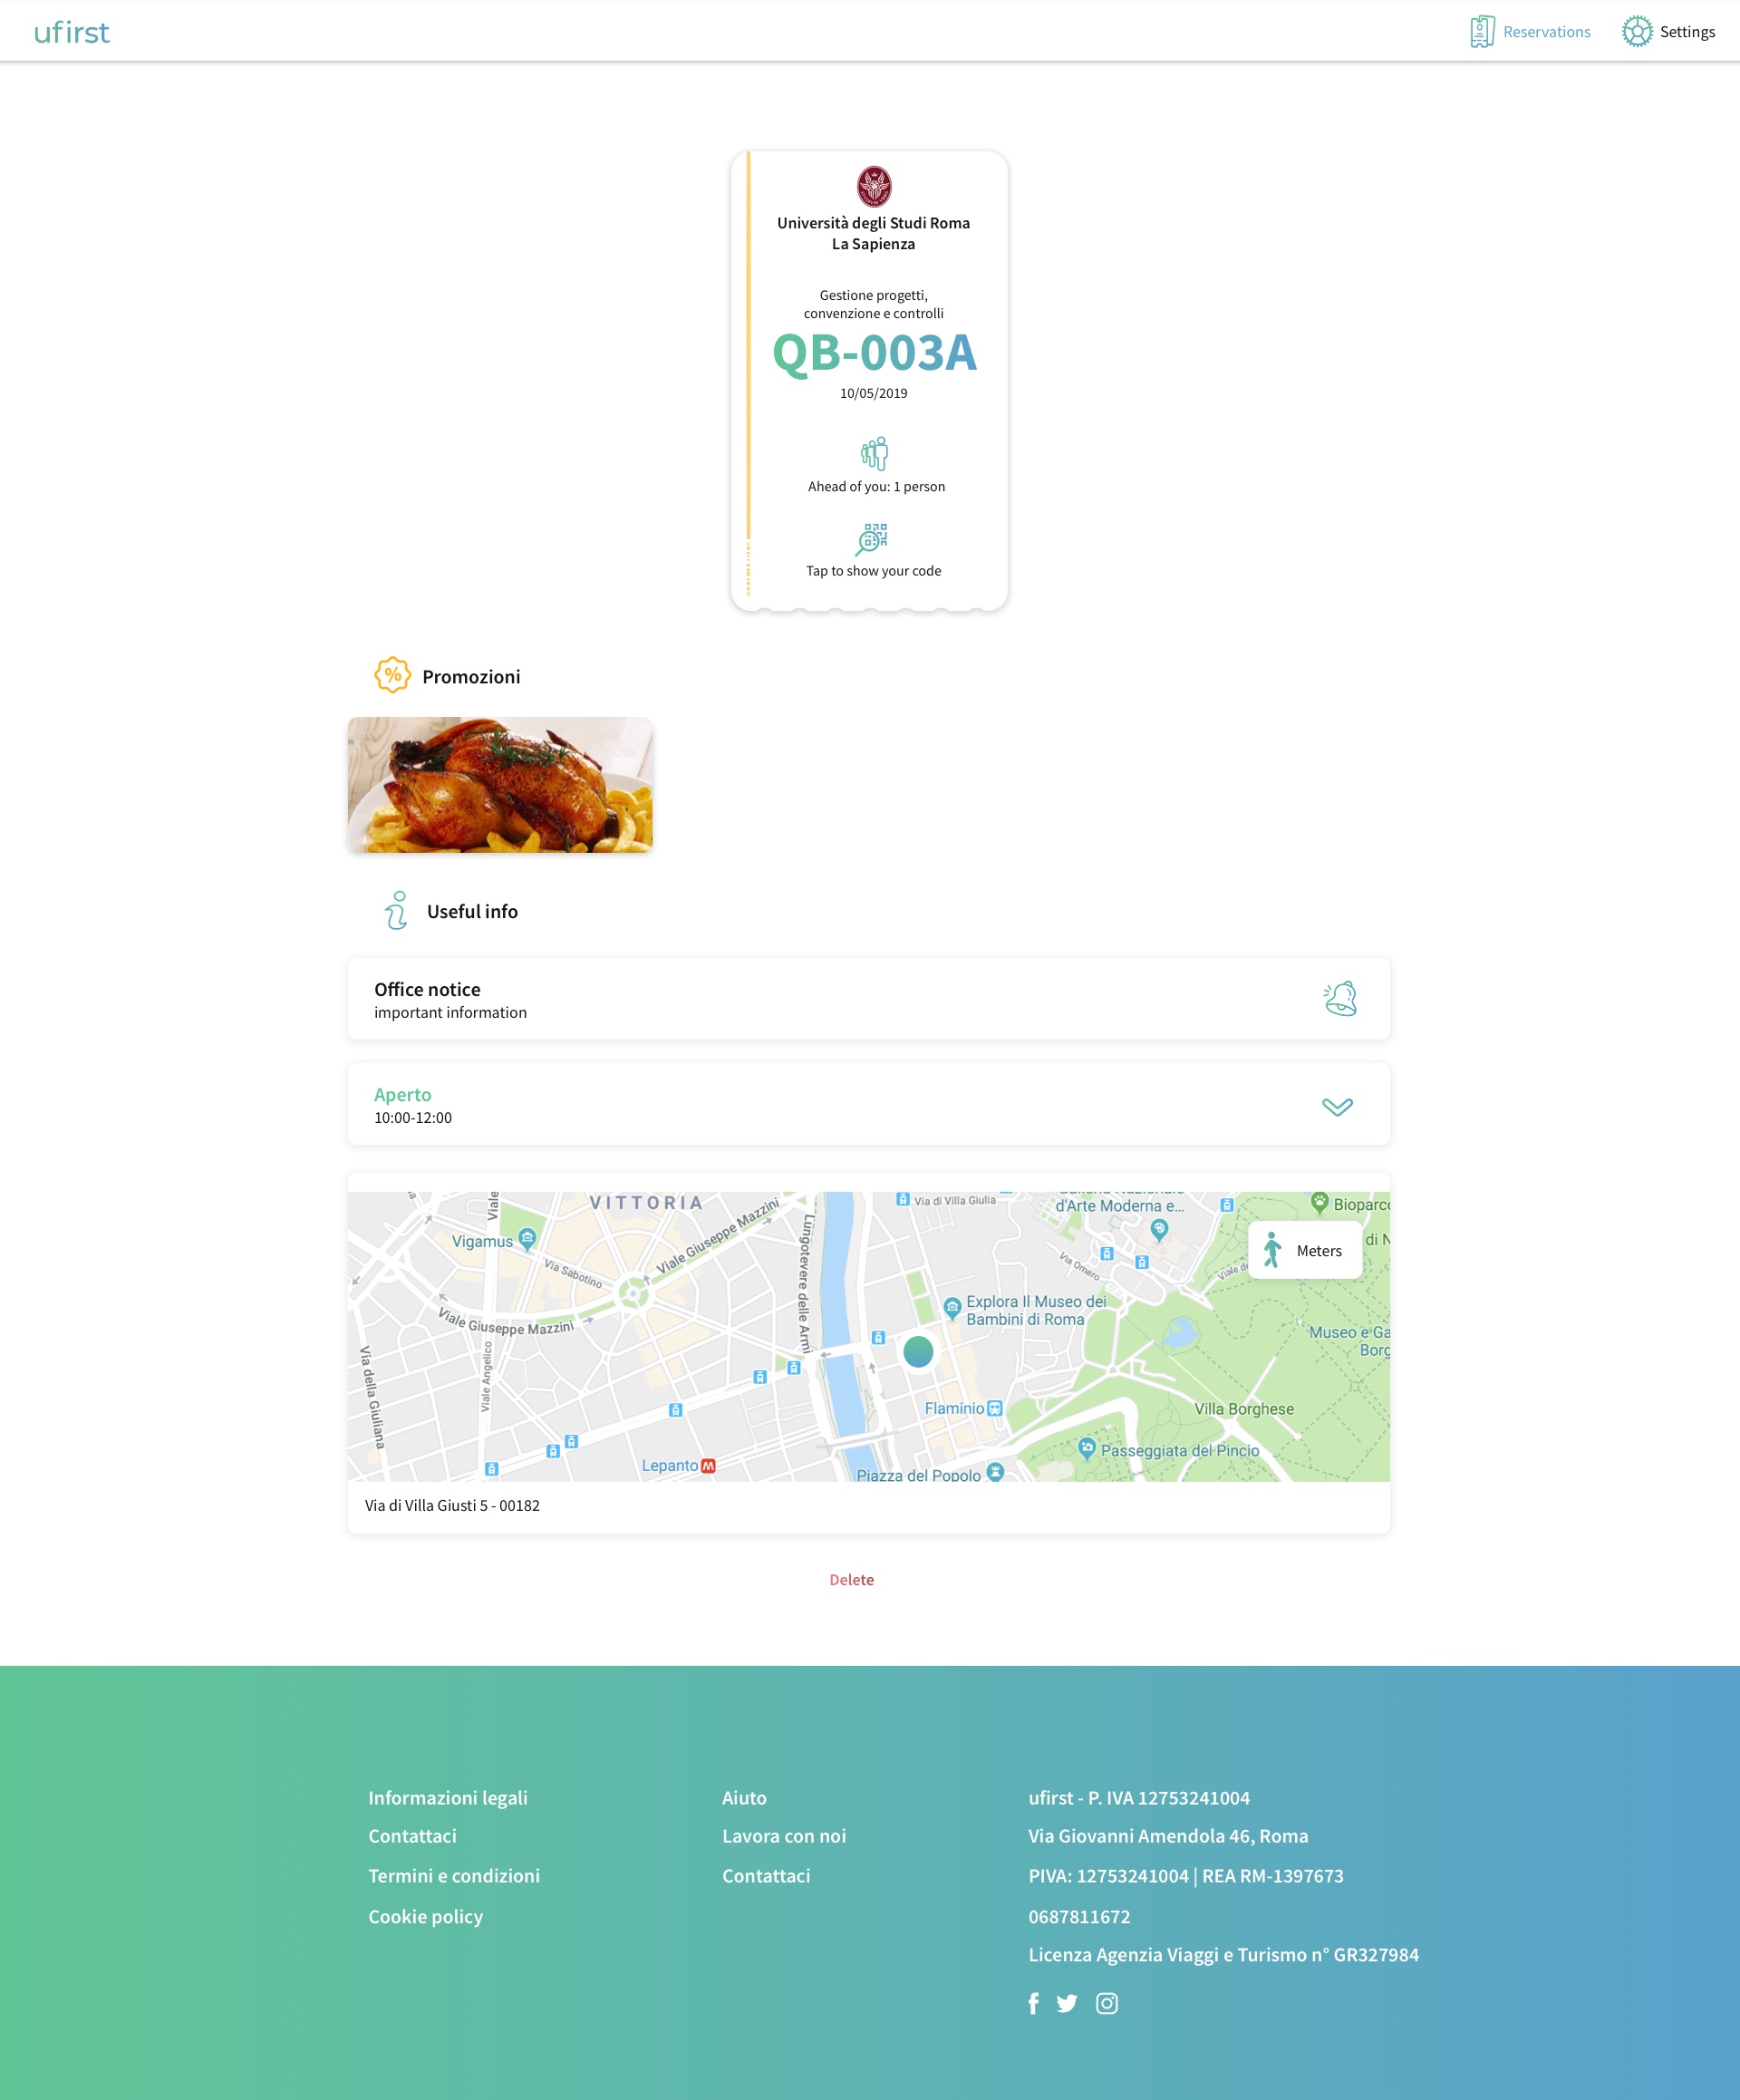 ufirst
Reservations
Settings
Università degli Studi Roma
La Sapienza
Gestione progetti,
convenzione e controlli
QB-003A
10/05/2019
Ahead of you: 1 person
Tap to show your code
%
Promozioni
Useful info
Office notice
important information
Aperto
10:00-12:00
VITTORIA
Viale
Via di Villa Giulia
d'Arte Moderna e...
Bioparco
Vigamus
Viale Giuseppe Mazzini
Lungotevere delle Armi
Via Sabotino
Via Omero
Viale de
di N
Meters
Explora Il Museo dei
Bambini di Roma
Viale Giuseppe Mazzini
Museo e Ga
Borg
Via della Giuliana
Viale Angelico
Flaminio
Villa Borghese
Passeggiata del Pincio
Lepanto M
Piazza del Popolo
Via di Villa Giusti 5 - 00182
Delete
Informazioni legali
Contattaci
Termini e condizioni
Cookie policy
Aiuto
Lavora con noi
Contattaci
ufirst - P. IVA 12753241004
Via Giovanni Amendola 46, Roma
PIVA: 12753241004 | REA RM-1397673
0687811672
Licenza Agenzia Viaggi e Turismo n° GR327984